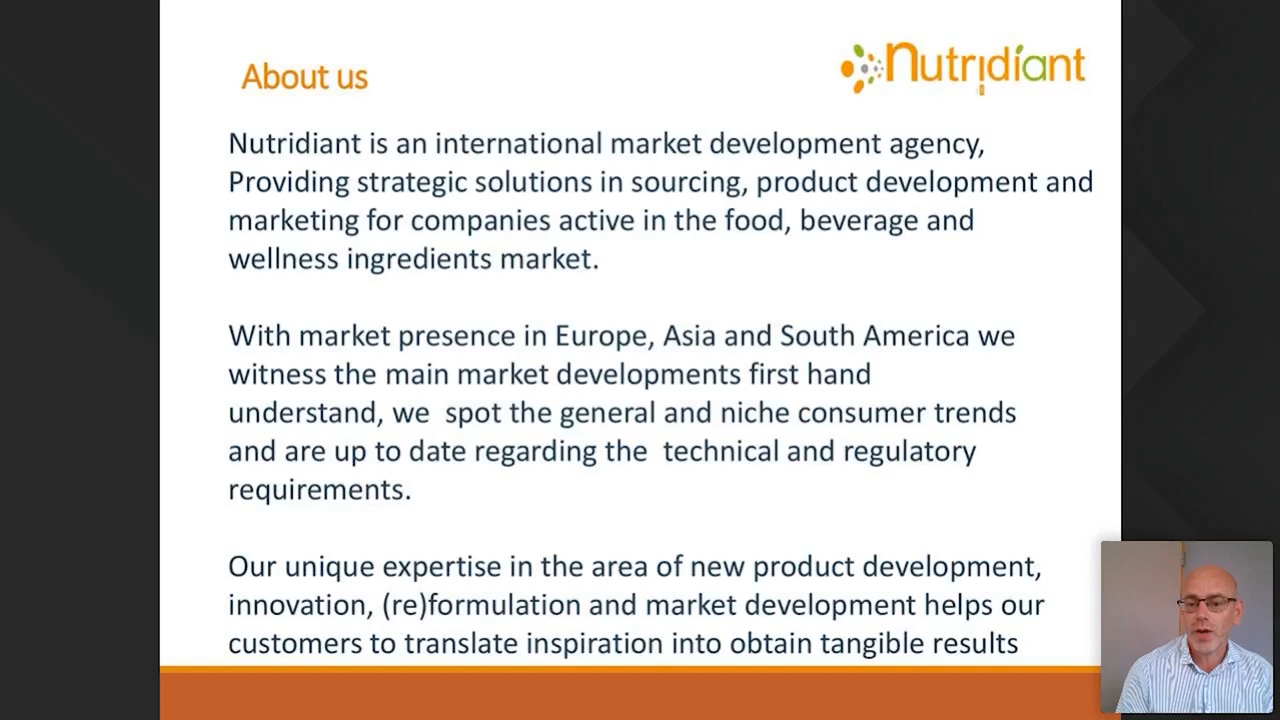 About us
nutridiant
Nutridiant is an international market development agency,
Providing strategic solutions in sourcing, product development and
marketing for companies active in the food, beverage and
wellness ingredients market.
With market presence in Europe, Asia and South America we
witness the main market developments first hand
understand, we  spot the general and niche consumer trends
and are up to date regarding the  technical and regulatory
requirements.
Our unique expertise in the area of new product development,
innovation, (re)formulation and market development helps our
customers to translate inspiration into obtain tangible results